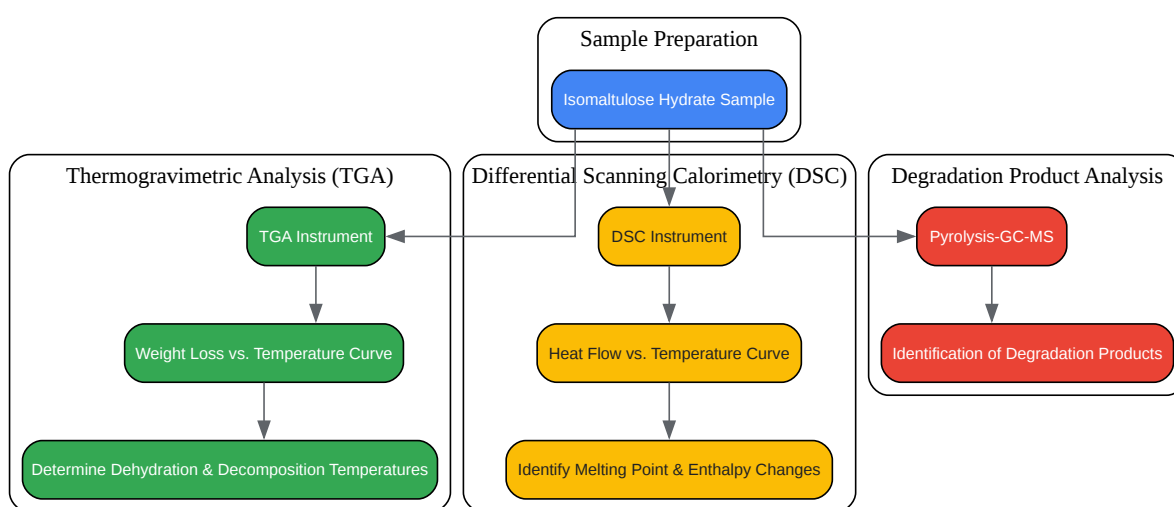 Sample Preparation
Isomaltulose Hydrate Sample
Thermogravimetric Analysis (TGA)
Differential Scanning Calorimetry (DSC)
Degradation Product Analysis
TGA Instrument
DSC Instrument
Pyrolysis-GC-MS
Weight Loss vs. Temperature Curve
Heat Flow vs. Temperature Curve
Identification of Degradation Products
Determine Dehydration & Decomposition Temperatures
Identify Melting Point & Enthalpy Changes